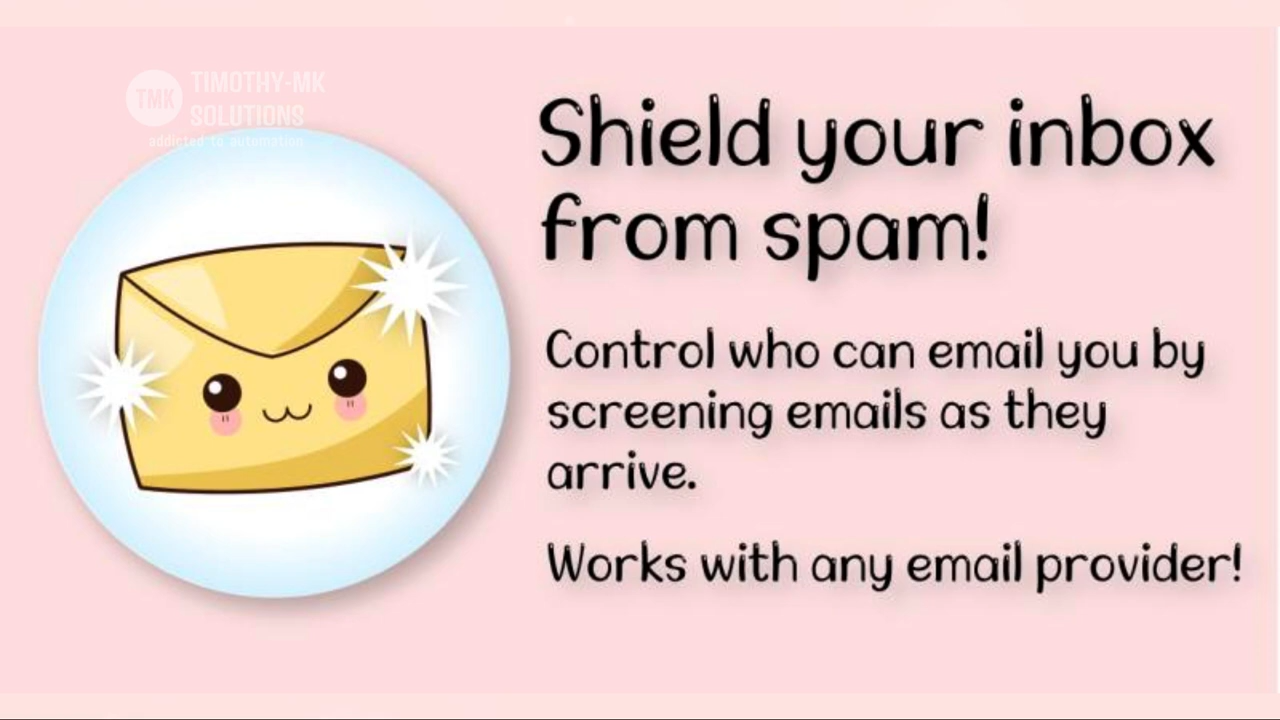 TMK
TIMOTHY-MK
SOLUTIONS
addicted to automation
Shield your inbox
from spam!
Control who can email you by
screening emails as they
arrive.
Works with any email provider!